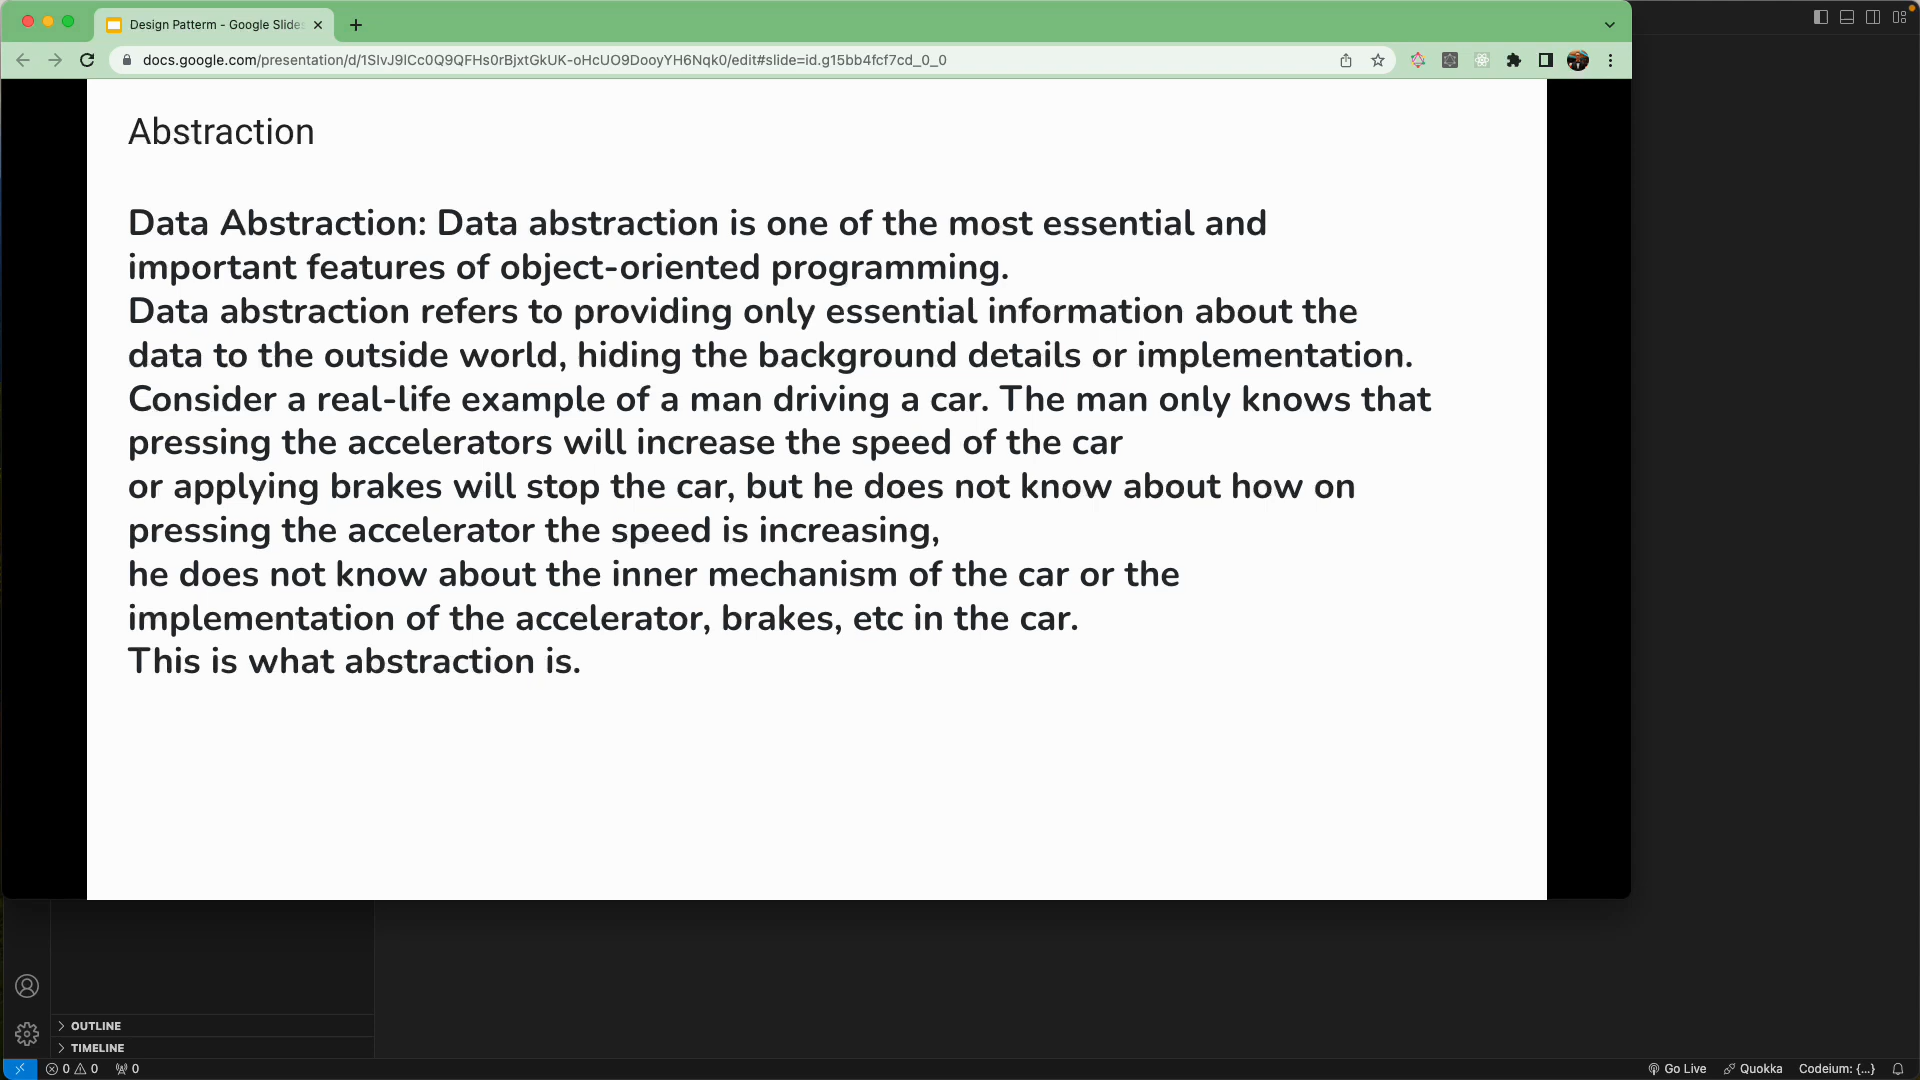 Design Patterm - Google Slides
docs.google.com/presentation/d/1SIvJ9lCc0Q9QFHs0rBjxtGkUK-oHcUO9DooyYH6Nqk0/edit#slide=id.g15bb4fcf7cd_0_0
Abstraction
Data Abstraction: Data abstraction is one of the most essential and
important features of object-oriented programming.
Data abstraction refers to providing only essential information about the
data to the outside world, hiding the background details or implementation.
Consider a real-life example of a man driving a car. The man only knows that
pressing the accelerators will increase the speed of the car
or applying brakes will stop the car, but he does not know about how on
pressing the accelerator the speed is increasing,
he does not know about the inner mechanism of the car or the
implementation of the accelerator, brakes, etc in the car.
This is what abstraction is.
OUTLINE
TIMELINE
0 0 0
Go Live Quokka Codeium: {...}